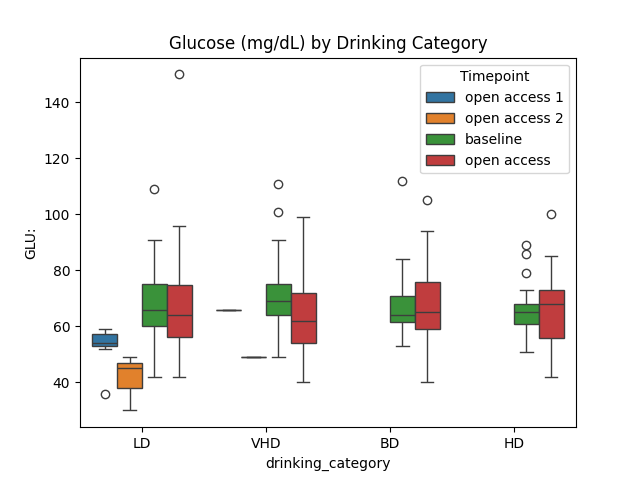 Glucose (mg/dL) by Drinking Category
Timepoint
open access 1
open access 2
baseline
open access
GLU:
140
120
100
80
60
40
LD
VHD
BD
HD
drinking_category